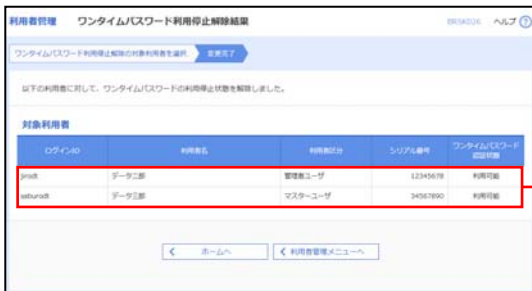 利用者管理 ワンタイムパスワード利用停止解除結果 BRSK026 ヘルプ ?
ワンタイムパスワード利用停止解除の対象利用者を選択 変更完了
以下の利用者に対して、ワンタイムパスワードの利用停止状態を解除しました。
対象利用者
ログインID 利用者名 利用者区分 シリアル番号 ワンタイムパスワード
認証状態
jirodt データ二郎 管理者ユーザ 12345678 利用可能
saburodt データ三郎 マスターユーザ 34567890 利用可能
ホームへ 利用者管理メニューへ